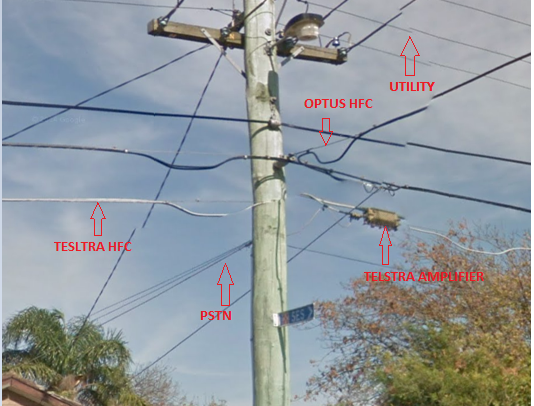 UTILITY
OPTUS HFC
TESLTRA HFC
TELSTRA AMPLIFIER
PSTN